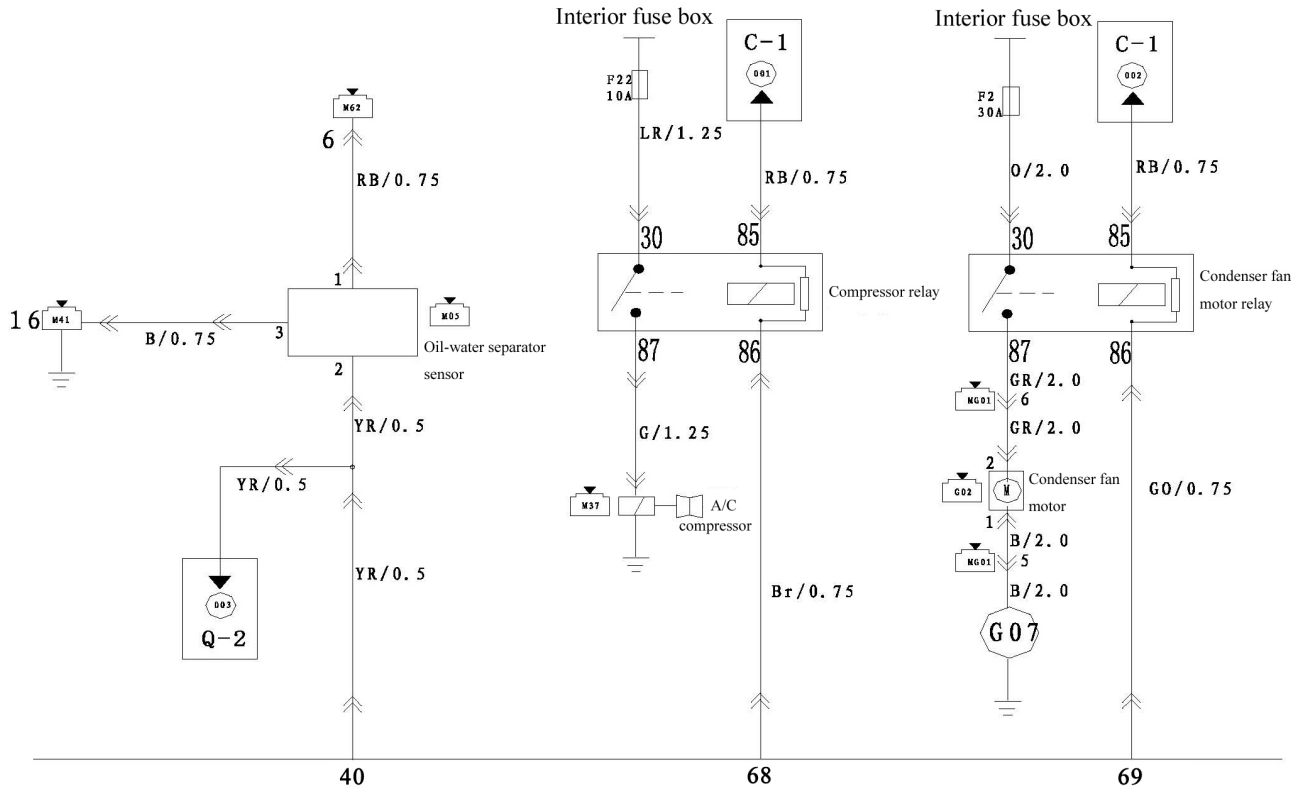 Interior fuse box
C-1
001
F22
10A
LR/1.25
RB/0.75
30
85
Compressor relay
87
86
G/1.25
M37
A/C
compressor
Br/0.75
68
Interior fuse box
C-1
002
F2
30A
O/2.0
RB/0.75
30
85
Condenser fan
motor relay
87
86
GR/2.0
MG01
6
GR/2.0
2
G02
M
Condenser fan
motor
1
B/2.0
MG01
5
B/2.0
G07
GO/0.75
69
M62
6
RB/0.75
1
16
M41
B/0.75
3
M05
Oil-water separator
sensor
2
YR/0.5
YR/0.5
YR/0.5
003
Q-2
40